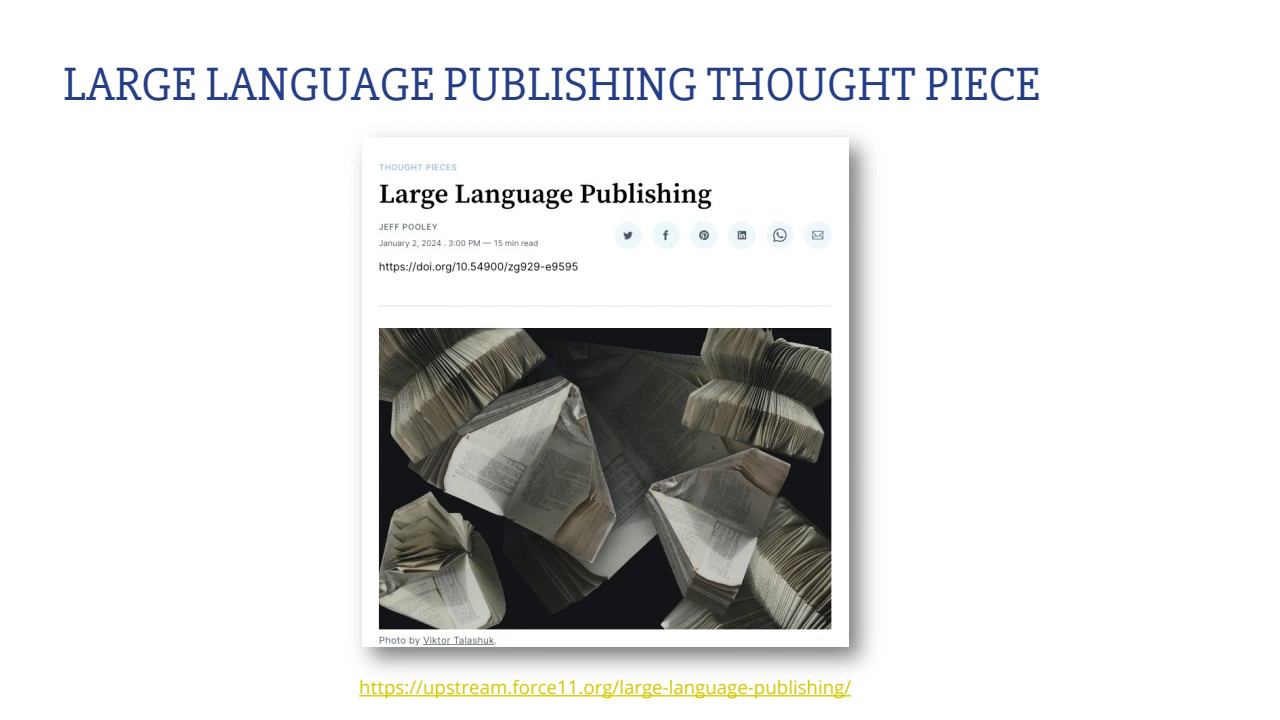 LARGE LANGUAGE PUBLISHING THOUGHT PIECE
THOUGHT PIECES
Large Language Publishing
JEFF POOLEY
January 2, 2024 . 3:00 PM — 15 min read
https://doi.org/10.54900/zg929-e9595
Photo by Viktor Talashuk.
https://upstream.force11.org/large-language-publishing/